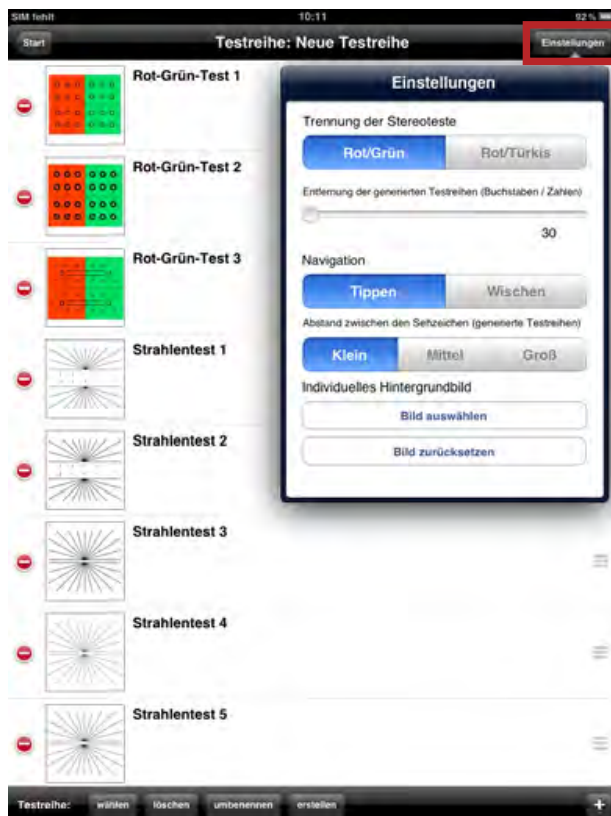 SIM fehlt 10:11 92 %
Start Testreihe: Neue Testreihe Einstellungen
Rot-Grün-Test 1
Rot-Grün-Test 2
Rot-Grün-Test 3
Strahlentest 1
Strahlentest 2
Strahlentest 3
Strahlentest 4
Strahlentest 5
Einstellungen
Trennung der Stereoteste
Rot/Grün Rot/Türkis
Entfernung der generierten Testreihen (Buchstaben / Zahlen)
30
Navigation
Tippen Wischen
Abstand zwischen den Sehzeichen (generierte Testreihen)
Klein Mittel Groß
Individuelles Hintergrundbild
Bild auswählen
Bild zurücksetzen
Testreihe: wählen löschen umbenennen erstellen +